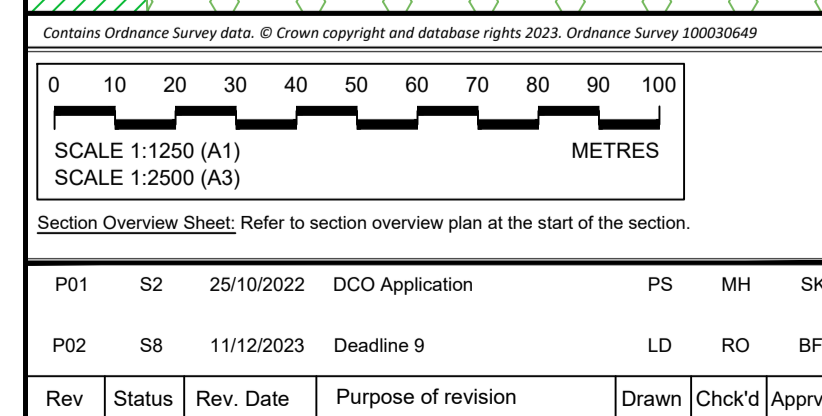 Contains Ordnance Survey data. © Crown copyright and database rights 2023. Ordnance Survey 100030649
0 10 20 30 40 50 60 70 80 90 100
SCALE 1:1250 (A1) METRES
SCALE 1:2500 (A3)
Section Overview Sheet: Refer to section overview plan at the start of the section.
P01 S2 25/10/2022 DCO Application PS MH SK
P02 S8 11/12/2023 Deadline 9 LD RO BF
Rev Status Rev. Date Purpose of revision Drawn Chck'd Apprv